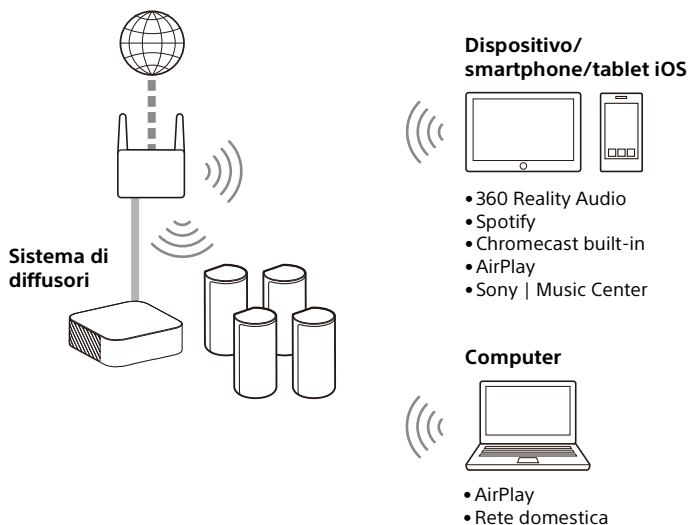 Dispositivo/
smartphone/tablet iOS
• 360 Reality Audio
• Spotify
• Chromecast built-in
• AirPlay
• Sony | Music Center
Sistema di
diffusori
Computer
• AirPlay
• Rete domestica